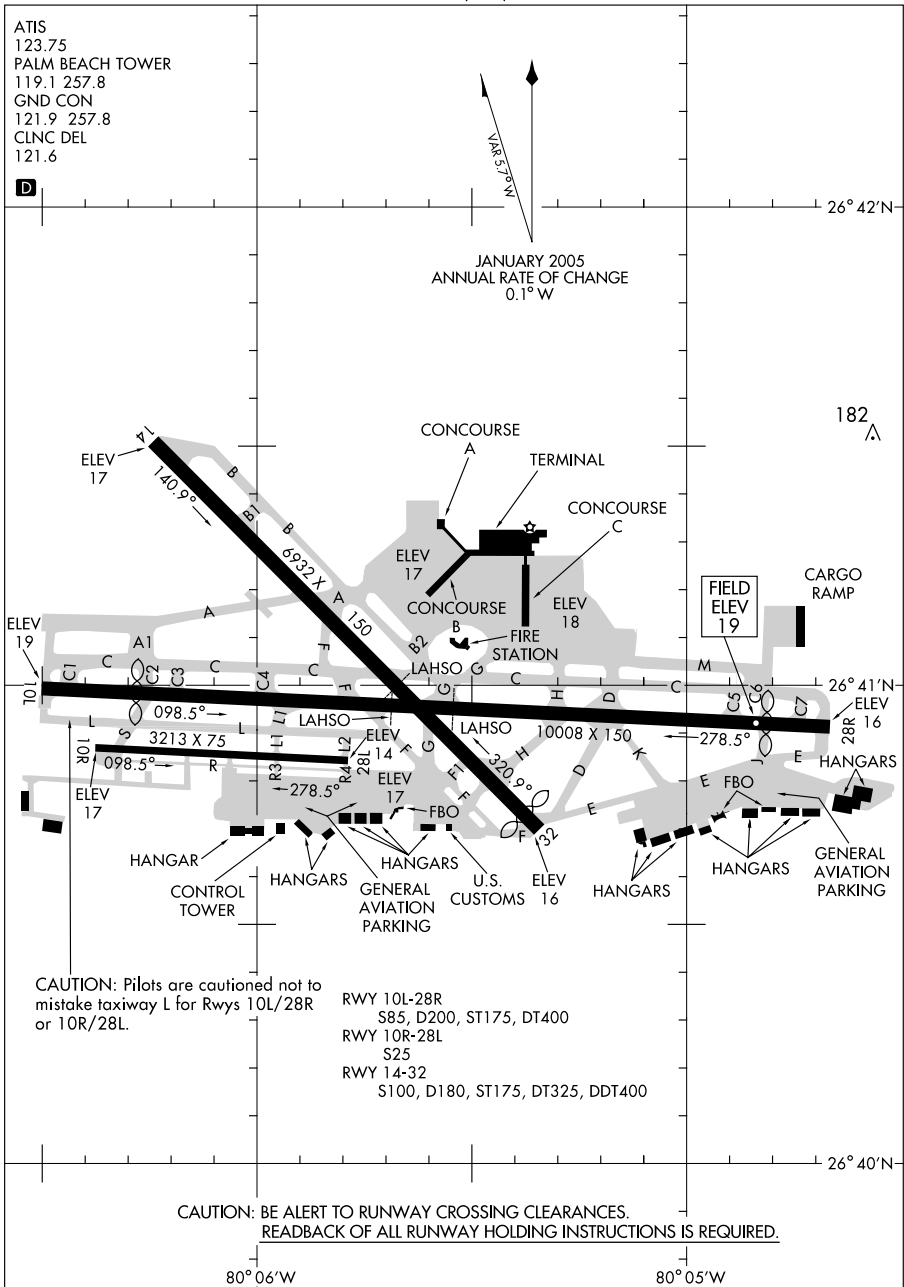 ATIS
123.75
PALM BEACH TOWER
119.1 257.8
GND CON
121.9 257.8
CLNC DEL
121.6
D
VAR 5.7° W
26° 42'N
JANUARY 2005
ANNUAL RATE OF CHANGE
0.1° W
182
CONCOURSE
A
TERMINAL
CONCOURSE
C
14
ELEV
17
140.9°
B
B1
B
6932 X 150
ELEV
17
CONCOURSE
B
ELEV
18
FIRE
STATION
FIELD
ELEV
19
CARGO
RAMP
A
A
F
B2
ELEV
19
A1
C1
C
C2
C3
C
C4
C
F
LAHSO
G
G
C
H
D
C
M
C5
C6
C7
26° 41'N
10L
098.5°
LAHSO
LAHSO
10008 X 150
278.5°
ELEV
16
28R
L
S
L
L1
L1
L2
3213 X 75
10R
098.5°
R
R3
R4
28L
ELEV
14
F
G
H
D
K
E
J
E
ELEV
17
278.5°
ELEV
17
FBO
F1
F
320.9°
E
F
32
FBO
HANGARS
HANGAR
CONTROL
TOWER
HANGARS
GENERAL
AVIATION
PARKING
HANGARS
U.S.
CUSTOMS
ELEV
16
HANGARS
HANGARS
GENERAL
AVIATION
PARKING
CAUTION: Pilots are cautioned not to
mistake taxiway L for Rwys 10L/28R
or 10R/28L.
RWY 10L-28R
S85, D200, ST175, DT400
RWY 10R-28L
S25
RWY 14-32
S100, D180, ST175, DT325, DDT400
26° 40'N
CAUTION: BE ALERT TO RUNWAY CROSSING CLEARANCES.
READBACK OF ALL RUNWAY HOLDING INSTRUCTIONS IS REQUIRED.
80° 06'W
80° 05'W